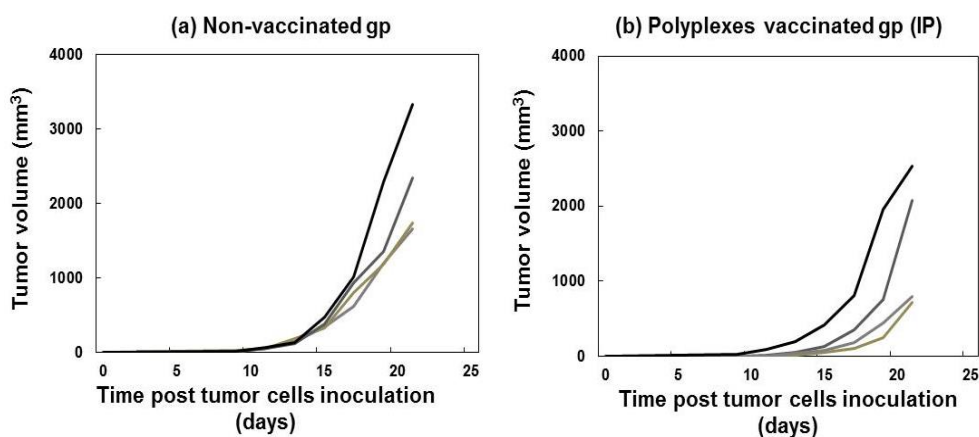 (a) Non-vaccinated gp
4000
3000
2000
1000
0
Tumor volume (mm³)
0 5 10 15 20 25
Time post tumor cells inoculation
(days)
(b) Polyplexes vaccinated gp (IP)
4000
3000
2000
1000
0
Tumor volume (mm³)
0 5 10 15 20 25
Time post tumor cells inoculation
(days)